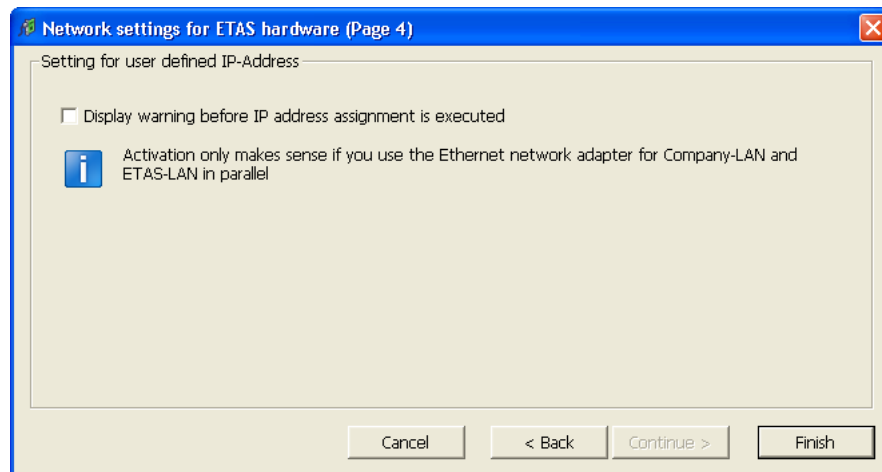 Network settings for ETAS hardware (Page 4)
Setting for user defined IP-Address
Display warning before IP address assignment is executed
Activation only makes sense if you use the Ethernet network adapter for Company-LAN and
ETAS-LAN in parallel
Cancel
< Back
Continue >
Finish